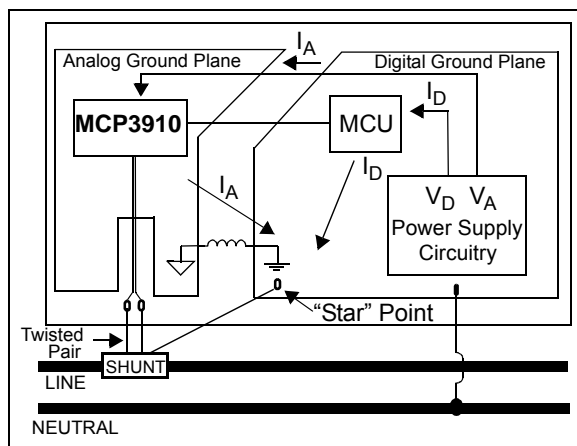 I_A
Analog Ground Plane
Digital Ground Plane
I_D
MCP3910
MCU
I_D
I_A
V_D V_A
Power Supply
Circuitry
"Star" Point
Twisted
Pair
SHUNT
LINE
NEUTRAL